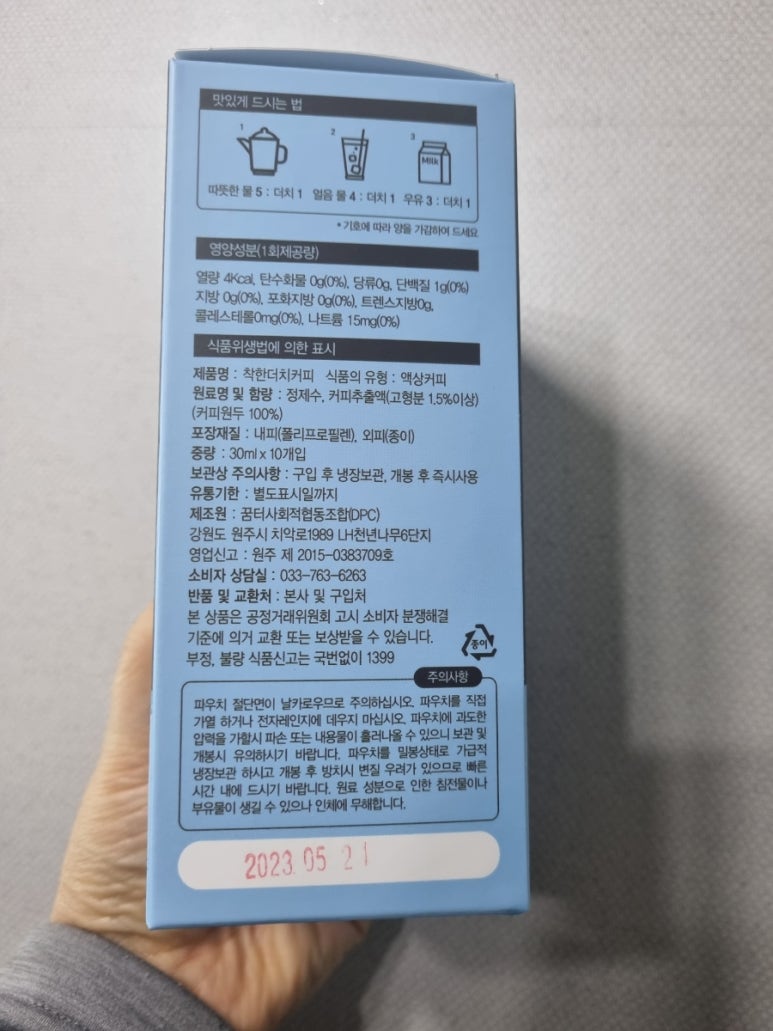 맛있게 드시는 법
1 2 3
Milk
따뜻한 물 5 : 더치 1 얼음 물 4 : 더치 1 우유 3 : 더치 1
* 기호에 따라 양을 가감하여 드세요
영양성분(1회제공량)
열량 4Kcal, 탄수화물 0g(0%), 당류0g, 단백질 1g(0%)
지방 0g(0%), 포화지방 0g(0%), 트렌스지방0g,
콜레스테롤0mg(0%), 나트륨 15mg(0%)
식품위생법에 의한 표시
제품명 : 착한더치커피 식품의 유형 : 액상커피
원료명 및 함량 : 정제수, 커피추출액(고형분 1.5%이상)
(커피원두 100%)
포장재질 : 내피(폴리프로필렌), 외피(종이)
중량 : 30ml x 10개입
보관상 주의사항 : 구입 후 냉장보관, 개봉 후 즉시사용
유통기한 : 별도표시일까지
제조원 : 꿈터사회적협동조합(DPC)
강원도 원주시 치악로1989 LH천년나무6단지
영업신고 : 원주 제 2015-0383709호
소비자 상담실 : 033-763-6263
반품 및 교환처 : 본사 및 구입처
본 상품은 공정거래위원회 고시 소비자 분쟁해결
기준에 의거 교환 또는 보상받을 수 있습니다.
부정, 불량 식품신고는 국번없이 1399
종이
주의사항
파우치 절단면이 날카로우므로 주의하십시오. 파우치를 직접
가열 하거나 전자레인지에 데우지 마십시오. 파우치에 과도한
압력을 가할시 파손 또는 내용물이 흘러나올 수 있으니 보관 및
개봉시 유의하시기 바랍니다. 파우치를 밀봉상태로 가급적
냉장보관 하시고 개봉 후 방치시 변질 우려가 있으므로 빠른
시간 내에 드시기 바랍니다. 원료 성분으로 인한 침전물이나
부유물이 생길 수 있으나 인체에 무해합니다.
2023. 05 21